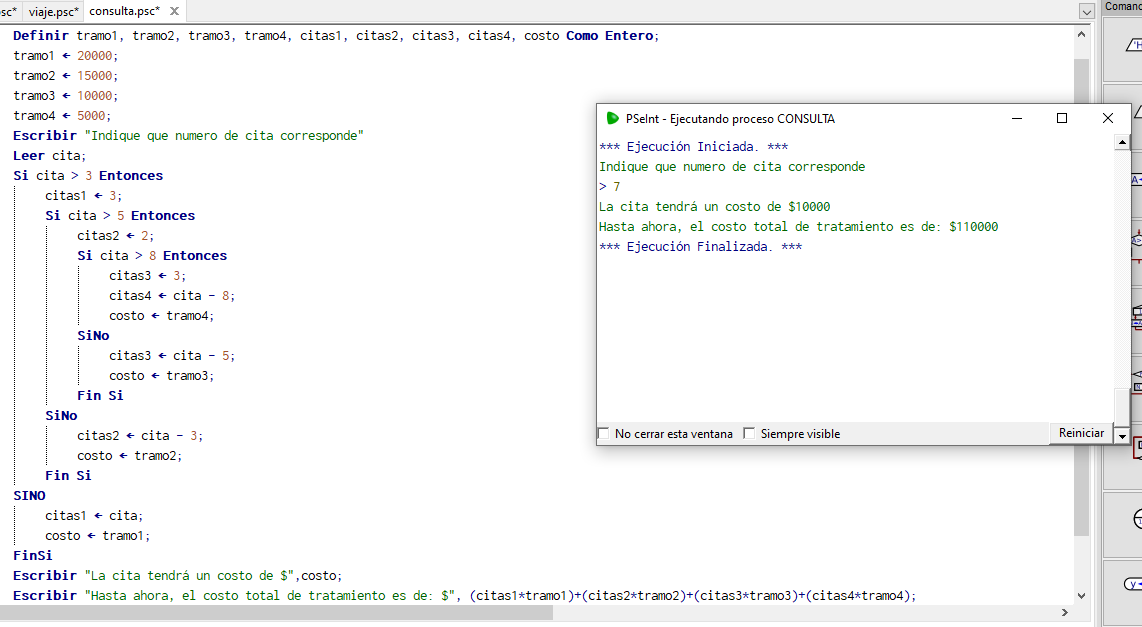 sc* viaje.psc* consulta.psc* Comand
Definir tramo1, tramo2, tramo3, tramo4, citas1, citas2, citas3, citas4, costo Como Entero;
tramo1 ← 20000;
tramo2 ← 15000;
tramo3 ← 10000;
tramo4 ← 5000;
Escribir "Indique que numero de cita corresponde"
Leer cita;
Si cita > 3 Entonces
citas1 ← 3;
Si cita > 5 Entonces
citas2 ← 2;
Si cita > 8 Entonces
citas3 ← 3;
citas4 ← cita - 8;
costo ← tramo4;
SiNo
citas3 ← cita - 5;
costo ← tramo3;
Fin Si
SiNo
citas2 ← cita - 3;
costo ← tramo2;
Fin Si
SINO
citas1 ← cita;
costo ← tramo1;
FinSi
Escribir "La cita tendrá un costo de $",costo;
Escribir "Hasta ahora, el costo total de tratamiento es de: $", (citas1*tramo1)+(citas2*tramo2)+(citas3*tramo3)+(citas4*tramo4);
PSeInt - Ejecutando proceso CONSULTA
*** Ejecución Iniciada. ***
Indique que numero de cita corresponde
> 7
La cita tendrá un costo de $10000
Hasta ahora, el costo total de tratamiento es de: $110000
*** Ejecución Finalizada. ***
No cerrar esta ventana Siempre visible Reiniciar